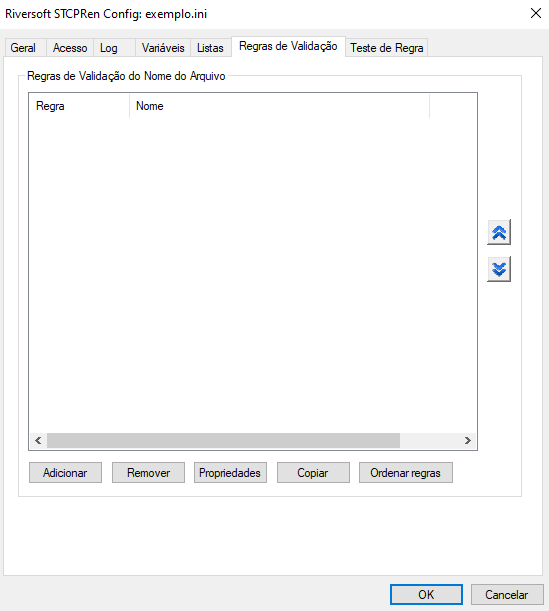 Riversoft STCPRen Config: exemplo.ini
Geral Acesso Log Variáveis Listas Regras de Validação Teste de Regra
Regras de Validação do Nome do Arquivo
Regra Nome
Adicionar Remover Propriedades Copiar Ordenar regras
OK Cancelar